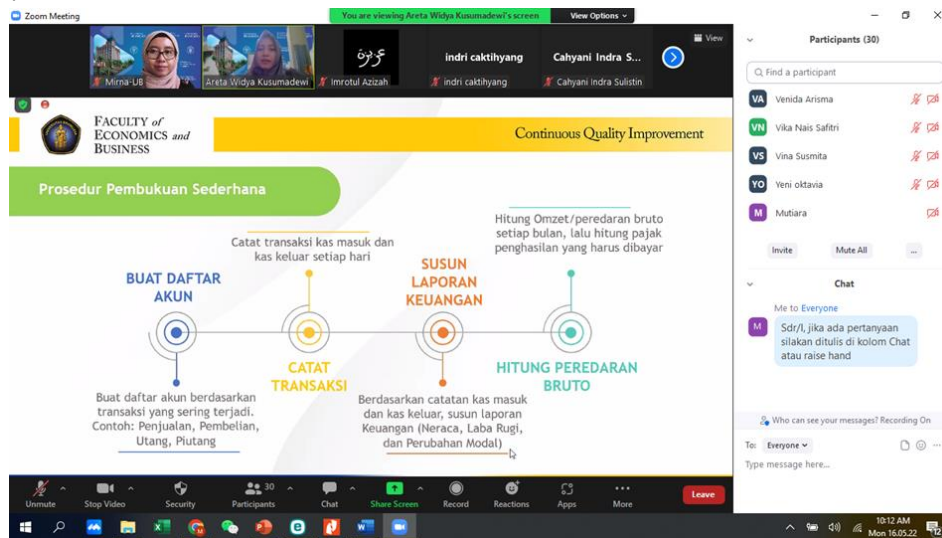 Zoom Meeting
You are viewing Areta Widya Kusumadewi's screen
View Options
View
Mirna-UB
Areta Widya Kusumadewi
Imrotul Azizah
indri caktihyang
indri caktihyang
Cahyani Indra S...
Cahyani Indra Sulistin
FACULTY of
ECONOMICS and
BUSINESS
Continuous Quality Improvement
Prosedur Pembukuan Sederhana
BUAT DAFTAR
AKUN
Buat daftar akun berdasarkan
transaksi yang sering terjadi.
Contoh: Penjualan, Pembelian,
Utang, Piutang
Catat transaksi kas masuk dan
kas keluar setiap hari
CATAT
TRANSAKSI
SUSUN
LAPORAN
KEUANGAN
Berdasarkan catatan kas masuk
dan kas keluar, susun laporan
Keuangan (Neraca, Laba Rugi,
dan Perubahan Modal)
Hitung Omzet/peredaran bruto
setiap bulan, lalu hitung pajak
penghasilan yang harus dibayar
HITUNG PEREDARAN
BRUTO
Unmute
Stop Video
Security
30
Participants
Chat
Share Screen
Record
Reactions
Apps
More
Leave
Participants (30)
Find a participant
VA Venida Arisma
VN Vika Nais Safitri
VS Vina Susmita
YO Yeni oktavia
M Mutiara
Invite
Mute All
...
Chat
Me to Everyone
M
Sdr/I, jika ada pertanyaan
silakan ditulis di kolom Chat
atau raise hand
Who can see your messages? Recording On
To: Everyone
Type message here...
10:12 AM
Mon 16.05.22